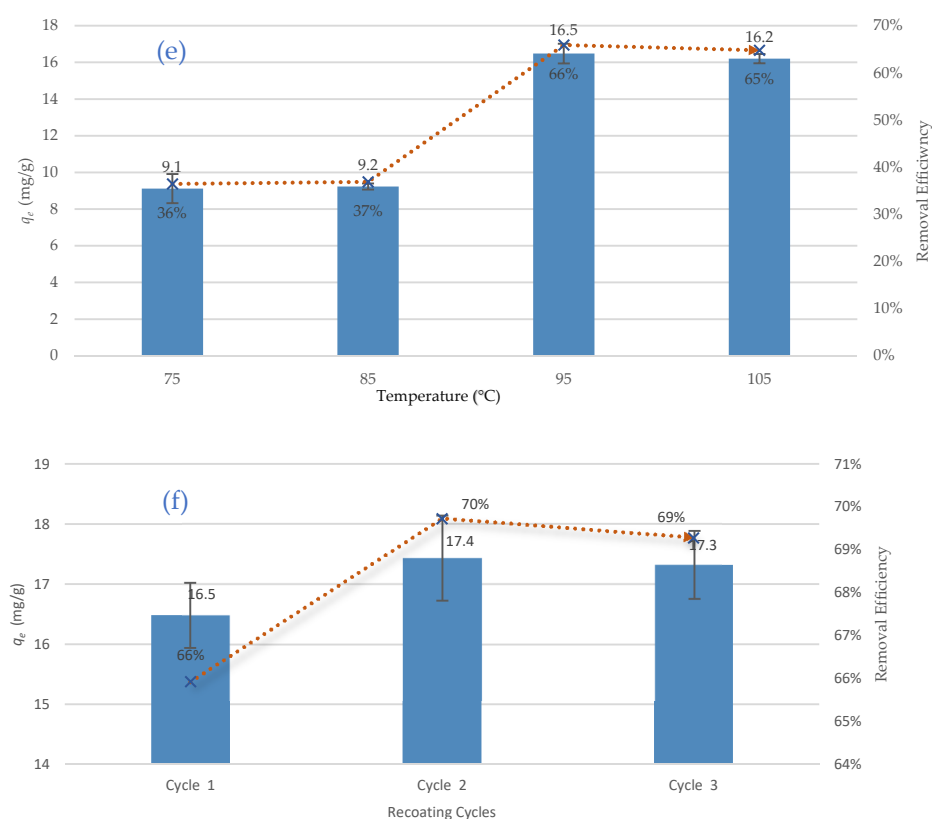 18 70%
(e) 16.5 16.2
16 66% 65% 60%
14
50%
12
9.1 9.2 40%
10
8 36% 37% 30%
6
20%
4
2 10%
0 0%
75 85 95 105
Temperature (°C)
qe (mg/g)
Removal Efficiwncy
19 71%
(f) 70% 69% 70%
18 17.4 17.3 69%
68%
17 16.5
67%
16 66% 66%
15 65%
14 64%
Cycle 1 Cycle 2 Cycle 3
Recoating Cycles
qe (mg/g)
Removal Efficiency